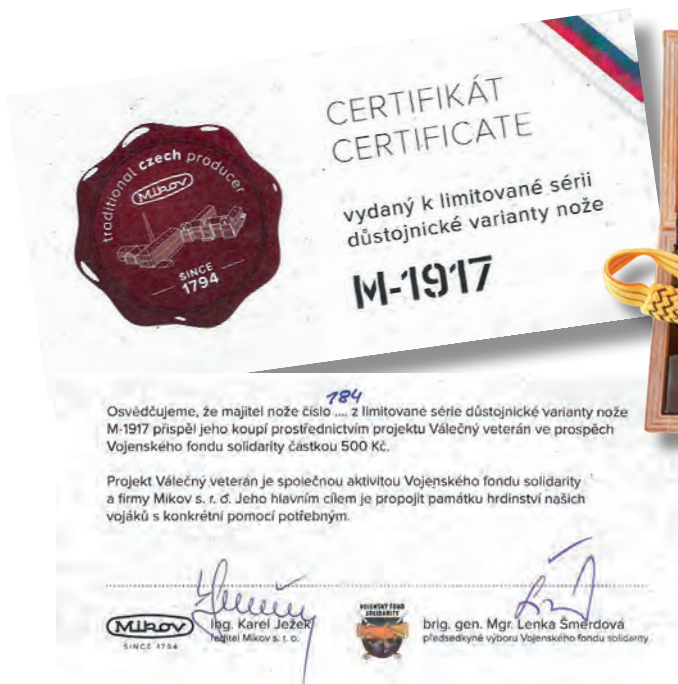 CERTIFIKÁT
CERTIFICATE
vydaný k limitované sérii
důstojnické varianty nože
M-1917
traditional czech producer
Mikov
SINCE
1794
784
Osvědčujeme, že majitel nože číslo .... z limitované série důstojnické varianty nože
M-1917 přispěl jeho koupí prostřednictvím projektu Válečný veterán ve prospěch
Vojenského fondu solidarity částkou 500 Kč.
Projekt Válečný veterán je společnou aktivitou Vojenského fondu solidarity
a firmy Mikov s. r. o. Jeho hlavním cílem je propojit památku hrdinství našich
vojáků s konkrétní pomocí potřebným.
Mikov
SINCE 1794
Ing. Karel Ježek
ředitel Mikov s. r. o.
VOJENSKÝ FOND
SOLIDARITY
brig. gen. Mgr. Lenka Šmerdová
předsedkyně výboru Vojenského fondu solidarity